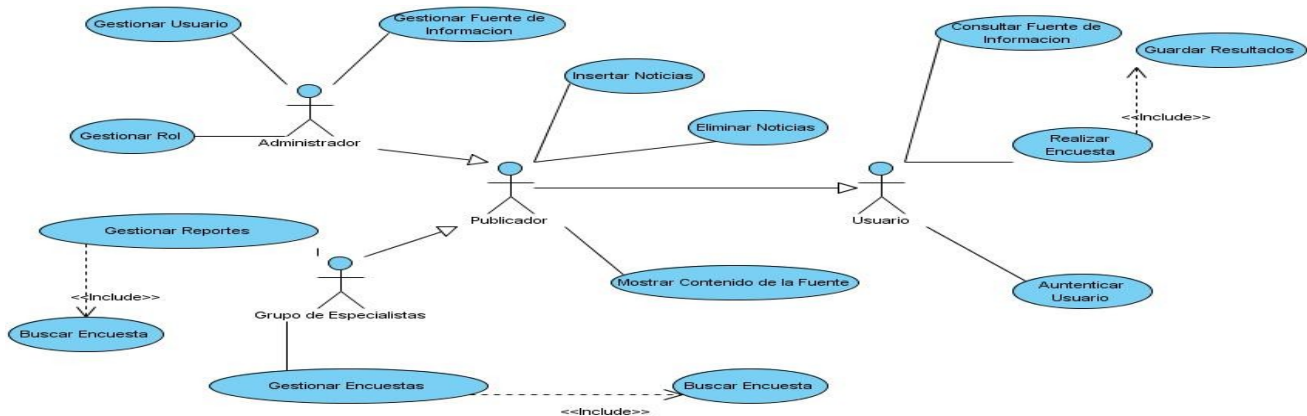 Gestionar Usuario
Gestionar Fuente de
Informacion
Consultar Fuente de
Informacion
Guardar Resultados
Insertar Noticias
<<Include>>
Eliminar Noticias
Gestionar Rol
Administrador
Realizar
Encuesta
Publicador
Usuario
Gestionar Reportes
Mostrar Contenido de la Fuente
Auntenticar
Usuario
<<Include>>
Grupo de Especialistas
Buscar Encuesta
Gestionar Encuestas
Buscar Encuesta
<<Include>>